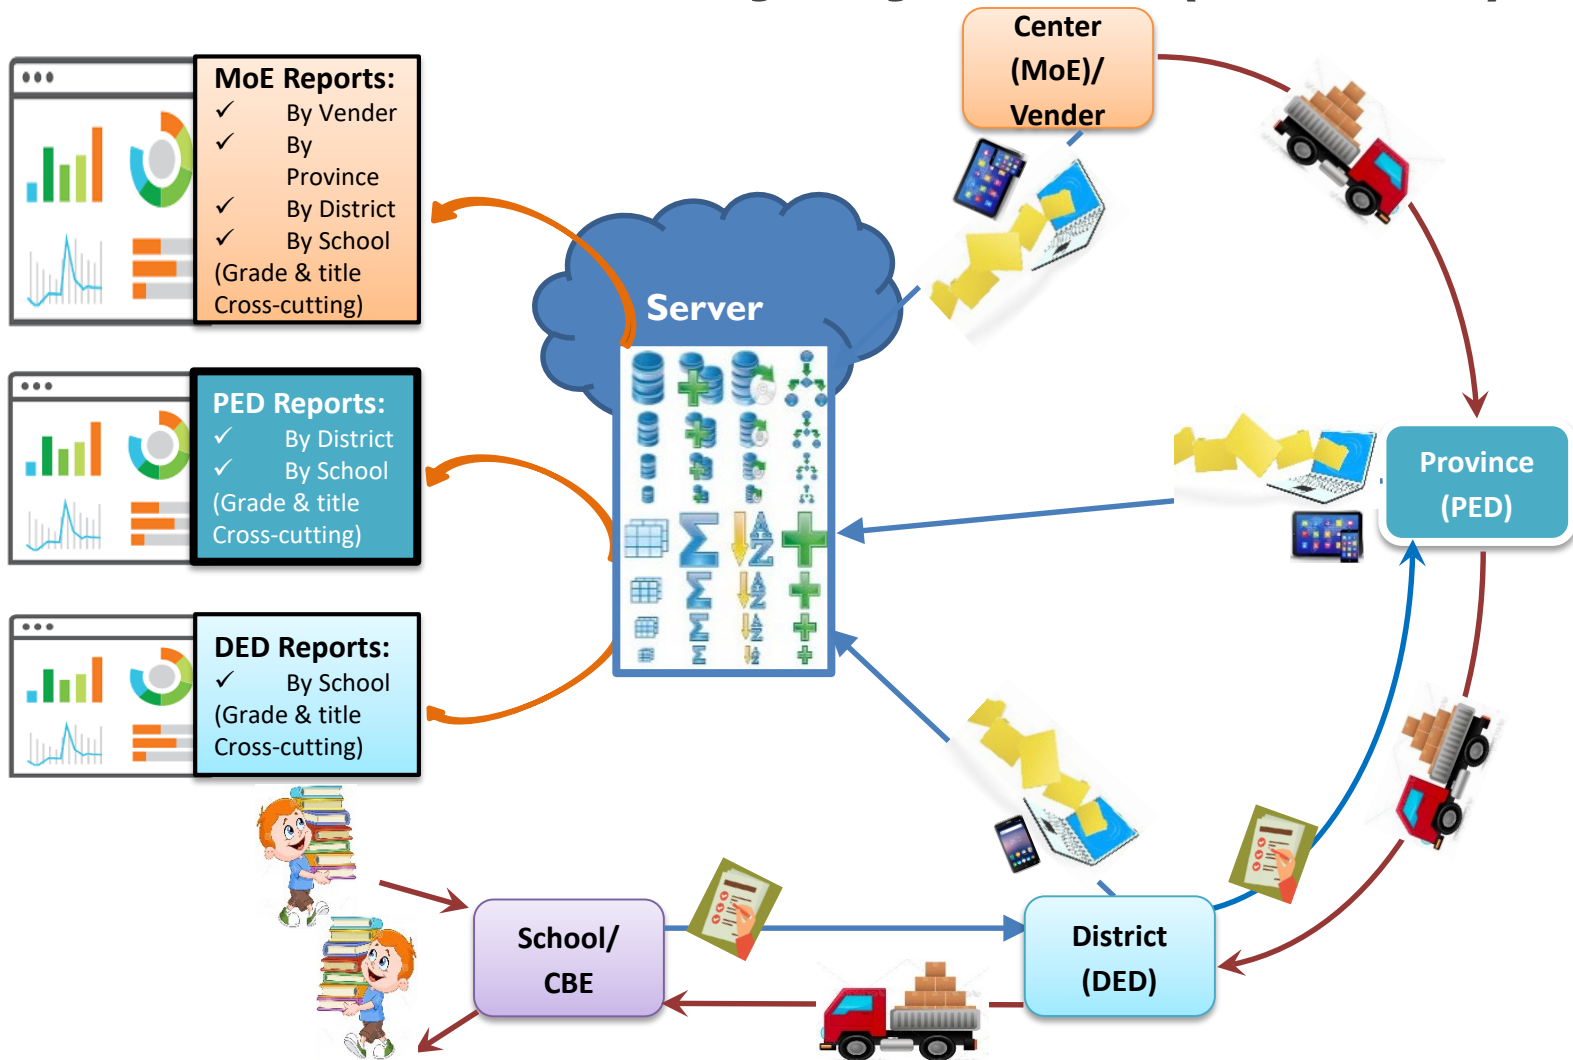 Center
(MoE)/
Vender
MoE Reports:
✓ By Vender
✓ By
Province
✓ By District
✓ By School
(Grade & title
Cross-cutting)
Server
PED Reports:
✓ By District
✓ By School
(Grade & title
Cross-cutting)
Province
(PED)
DED Reports:
✓ By School
(Grade & title
Cross-cutting)
School/
CBE
District
(DED)